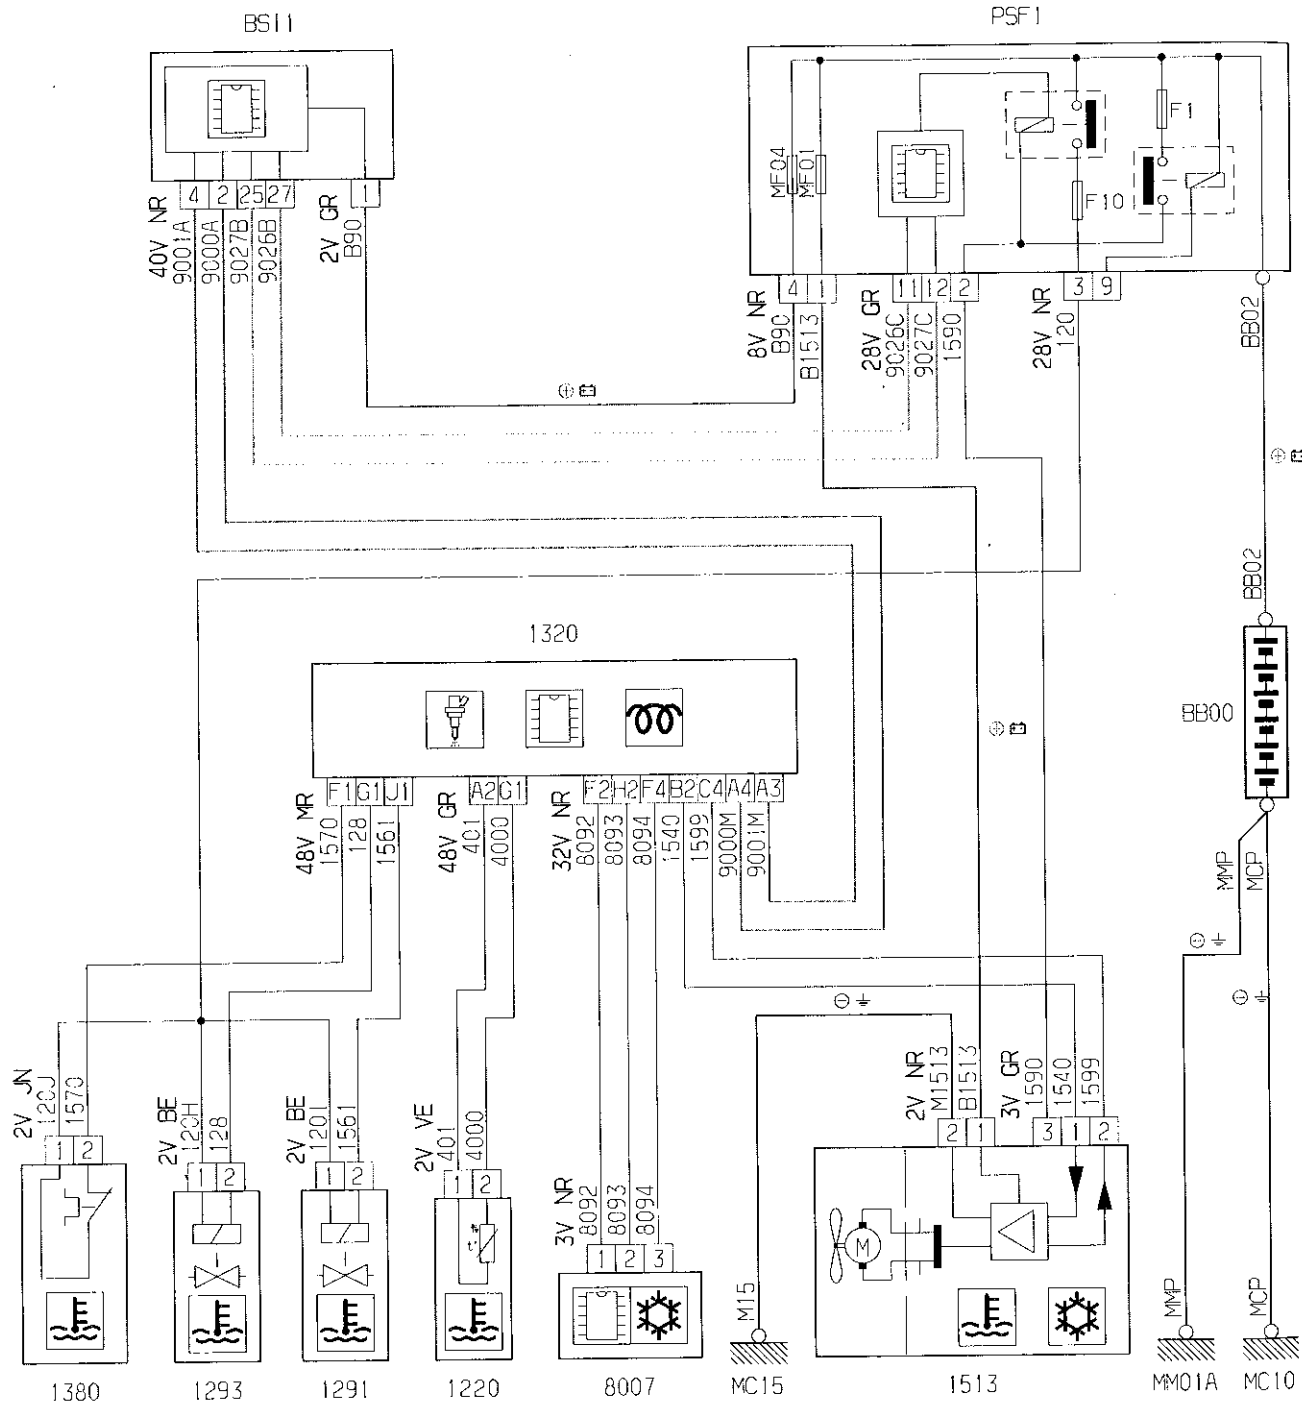 BSI1
PSF1
MF04
MF01
F1
F10
4 2 25 27
1
40V NR
9001A
9000A
9027B
9026B
2V GR
B90
4 1
11 12 2
3 9
8V NR
B90
B1513
28V GR
9026C
9027C
1590
28V NR
120
BB02
BB02
1320
BB00
F1 G1 J1
A2 G1
F2 H2 F4 B2 C4 A4 A3
48V MR
1570
128
1561
48V GR
401
4000
32V NR
8092
8093
8094
1540
1599
9000M
9001M
MMP
MCP
2V JN
120J
1570
2V BE
120H
128
2V BE
120I
1561
2V VE
401
4000
3V NR
8092
8093
8094
2V NR
M1513
B1513
3V GR
1590
1540
1599
1 2
1 2
1 2
1 2
1 2 3
2 1
3 1 2
t°
M
M15
MMP
MCP
1380
1293
1291
1220
8007
MC15
1513
MM01A
MC10